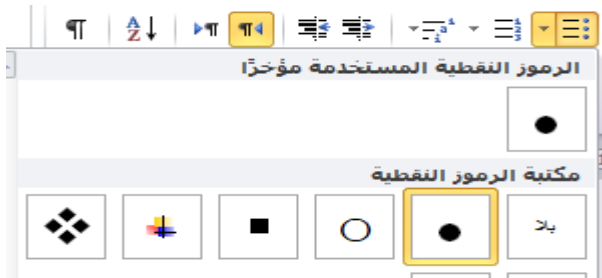 الرموز النقطية المستخدمة مؤخرًا
مكتبة الرموز النقطية
بلا